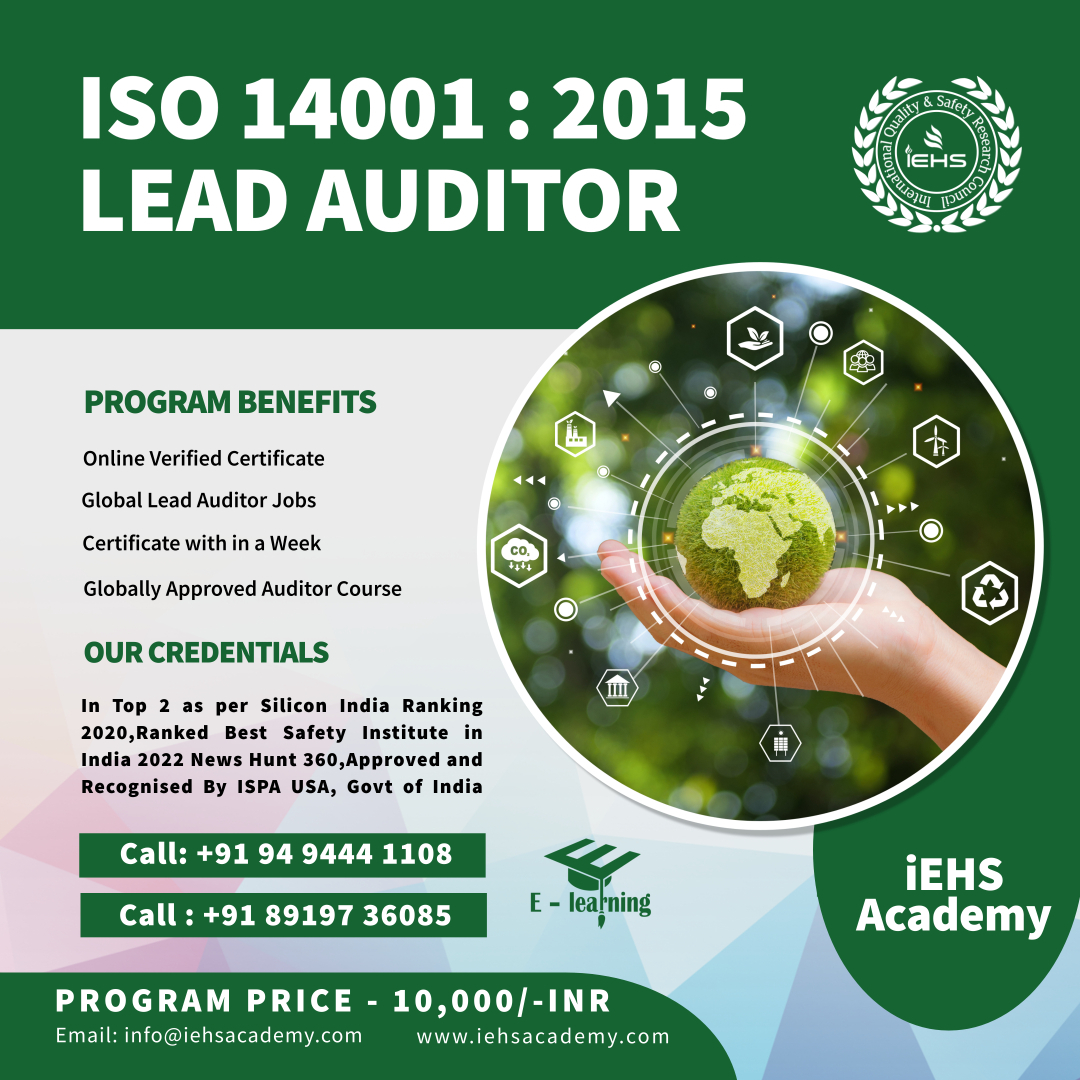 ISO 14001 : 2015
LEAD AUDITOR
International Quality & Safety Research Council
iEHS
PROGRAM BENEFITS
Online Verified Certificate
Global Lead Auditor Jobs
Certificate with in a Week
Globally Approved Auditor Course
CO₂
OUR CREDENTIALS
In Top 2 as per Silicon India Ranking
2020,Ranked Best Safety Institute in
India 2022 News Hunt 360,Approved and
Recognised By ISPA USA, Govt of India
Call: +91 94 9444 1108
Call : +91 89197 36085
E - learning
iEHS
Academy
PROGRAM PRICE - 10,000/-INR
Email: info@iehsacademy.com www.iehsacademy.com